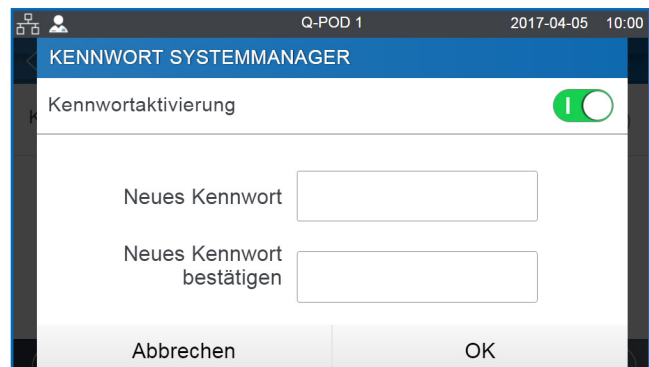 Q-POD 1 2017-04-05 10:00
KENNWORT SYSTEMMANAGER
Kennwortaktivierung
Neues Kennwort
Neues Kennwort
bestätigen
Abbrechen OK